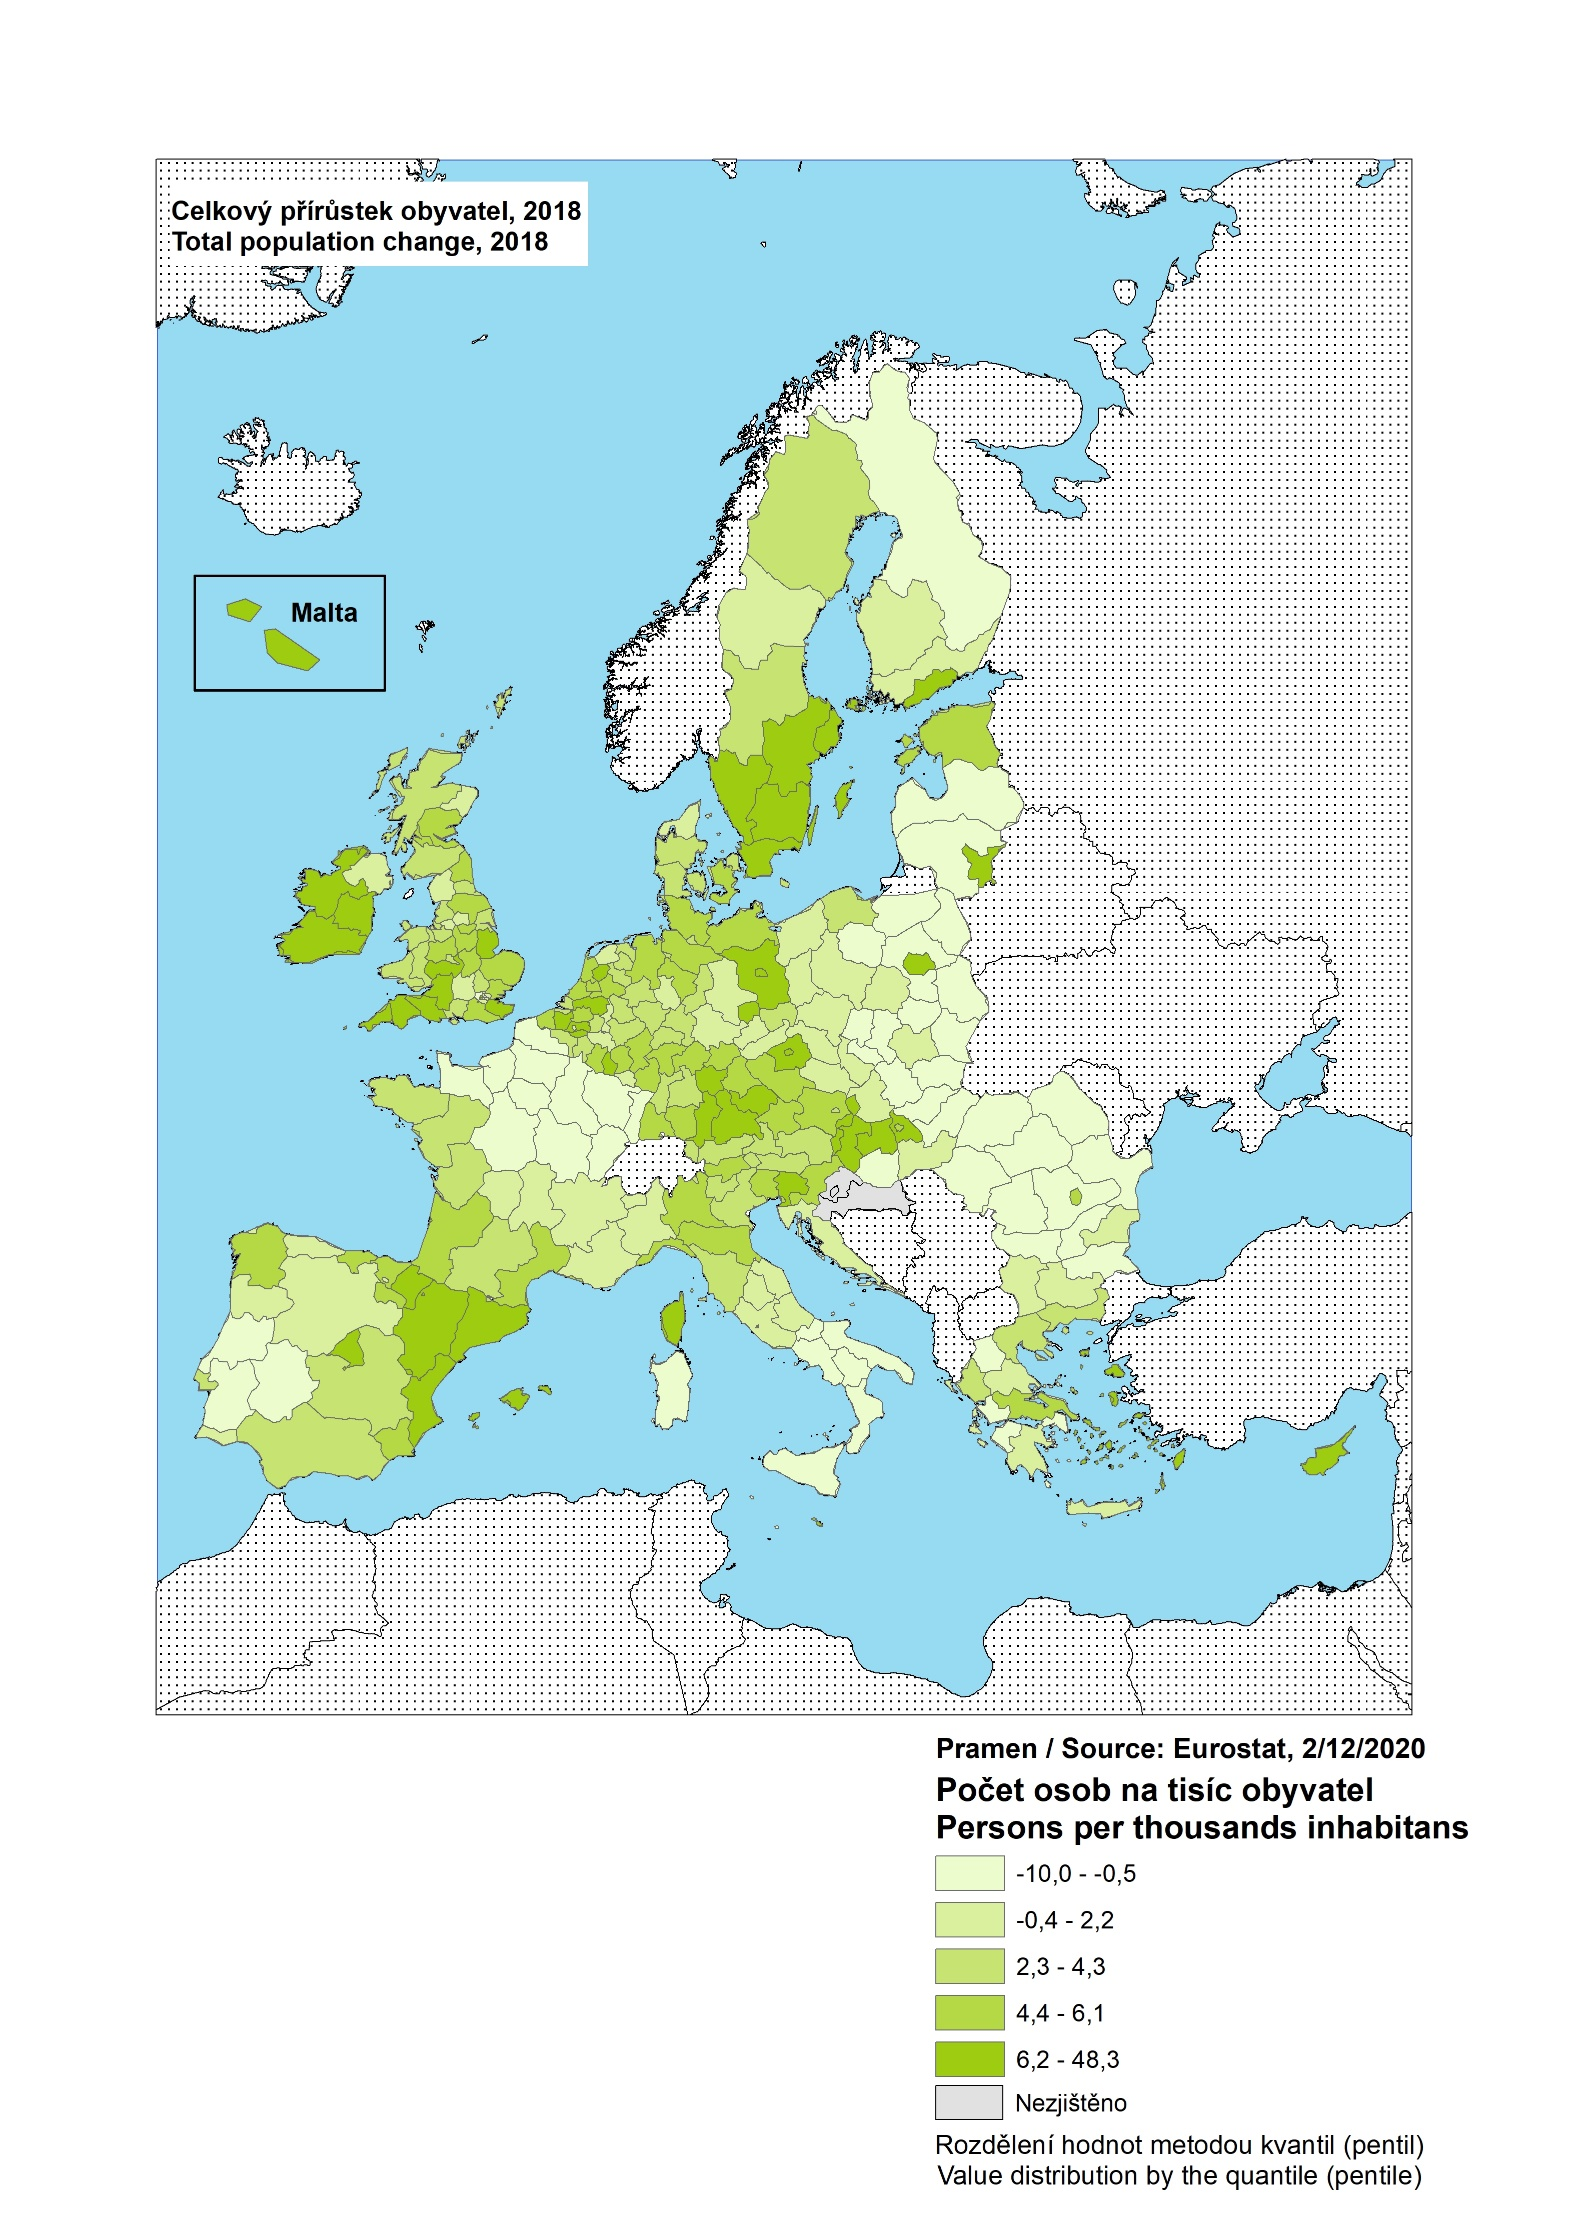 Celkový přírůstek obyvatel, 2018
Total population change, 2018
Malta
Pramen / Source: Eurostat, 2/12/2020
Počet osob na tisíc obyvatel
Persons per thousands inhabitans
-10,0 - -0,5
-0,4 - 2,2
2,3 - 4,3
4,4 - 6,1
6,2 - 48,3
Nezjištěno
Rozdělení hodnot metodou kvantil (pentil)
Value distribution by the quantile (pentile)